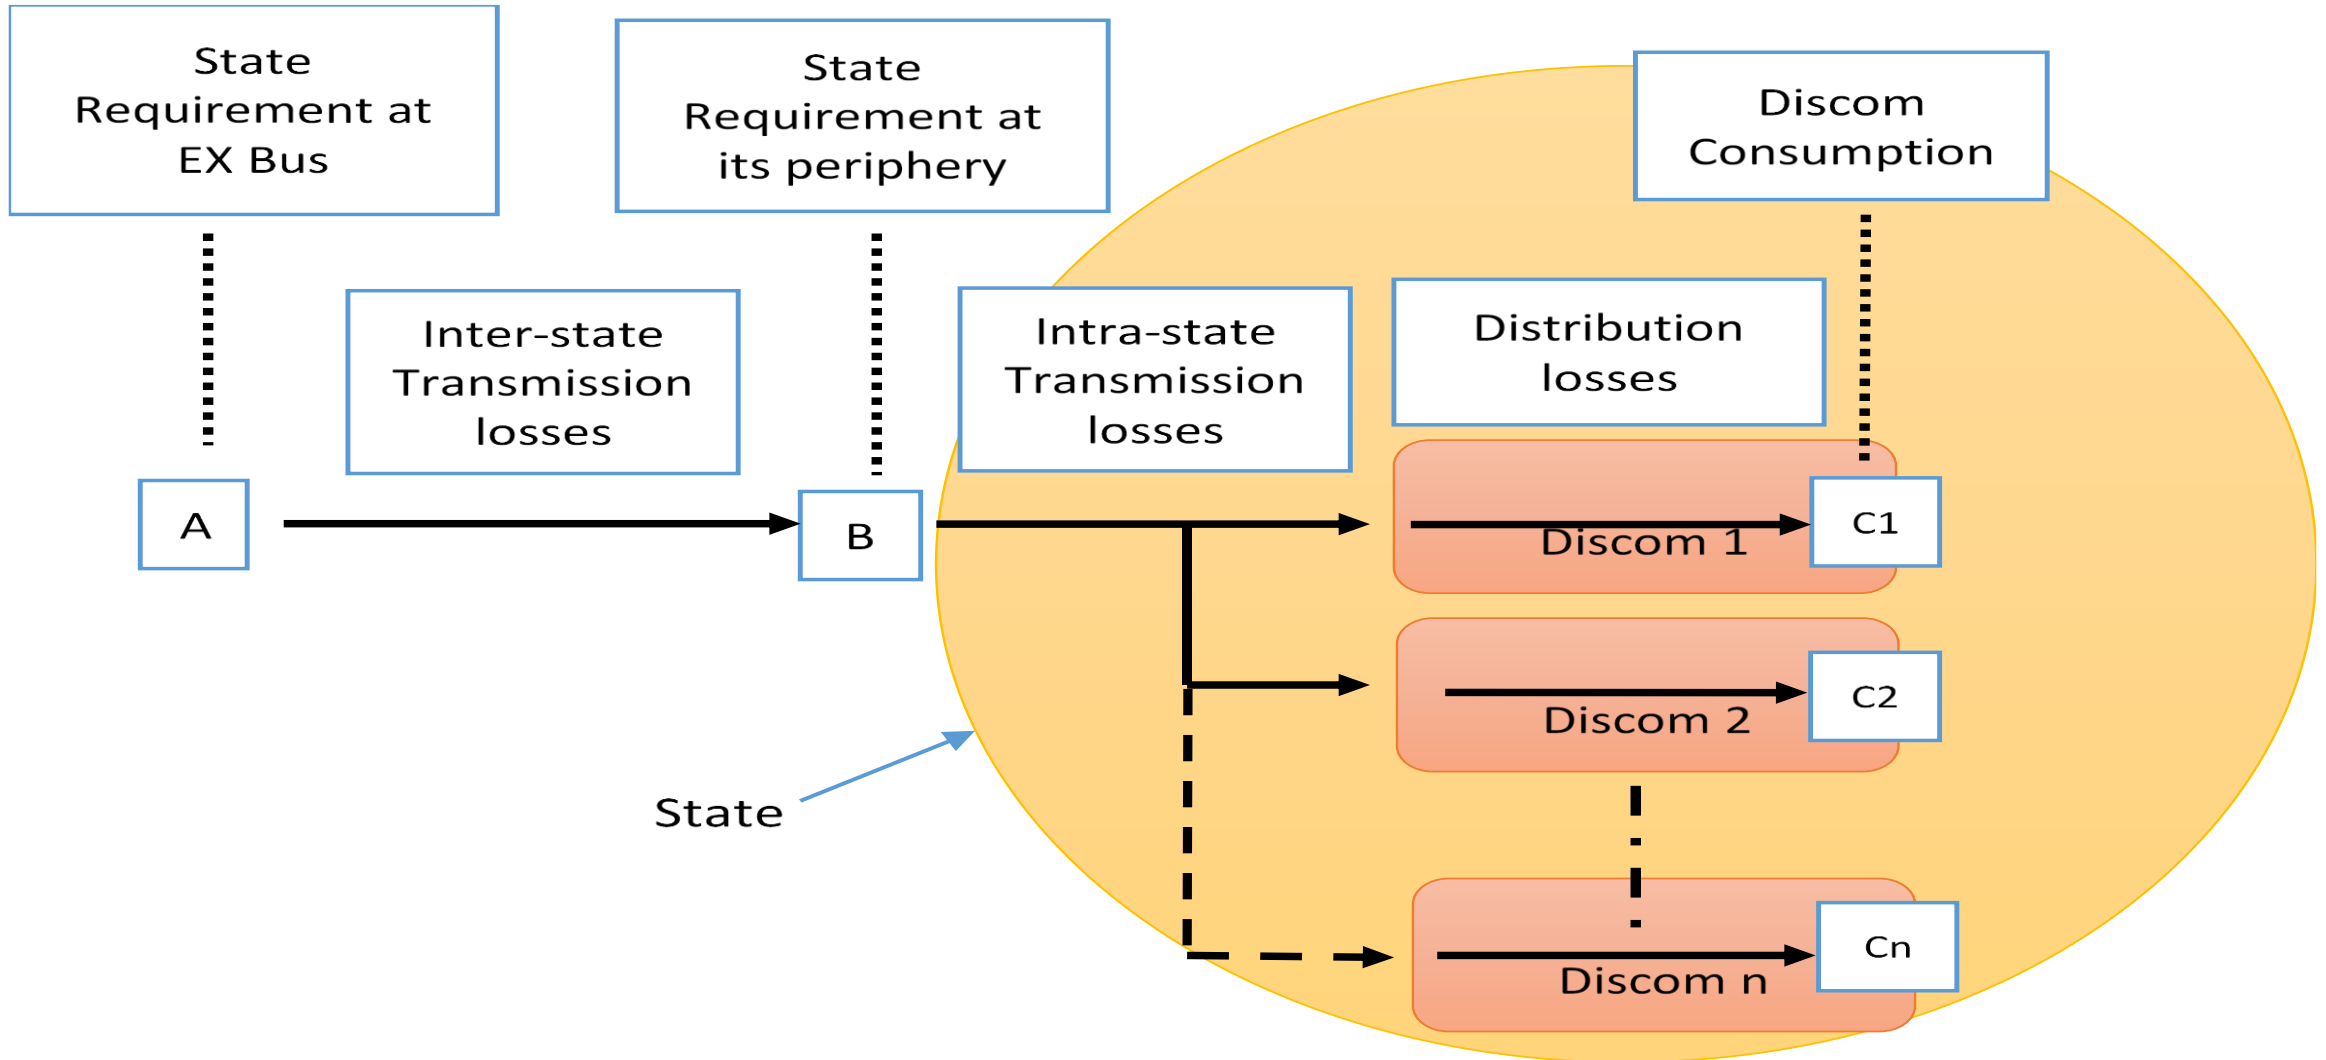 State
Requirement at
EX Bus
State
Requirement at
its periphery
Discom
Consumption
Inter-state
Transmission
losses
Intra-state
Transmission
losses
Distribution
losses
A
B
C1
Discom 1
C2
Discom 2
State
Cn
Discom n